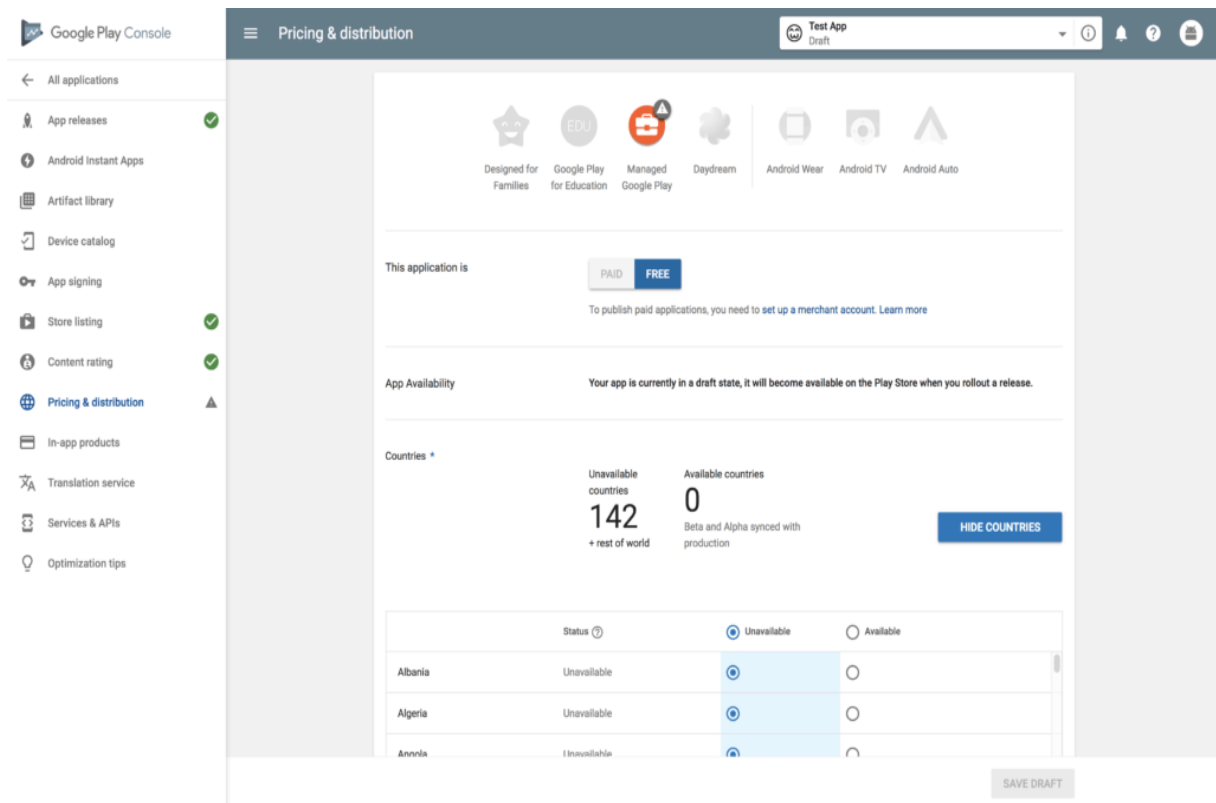 Google Play Console
Pricing & distribution
Test App
Draft
All applications
App releases
Android Instant Apps
Artifact library
Device catalog
App signing
Store listing
Content rating
Pricing & distribution
In-app products
Translation service
Services & APIs
Optimization tips
EDU
Designed for
Families
Google Play
for Education
Managed
Google Play
Daydream
Android Wear
Android TV
Android Auto
This application is
PAID
FREE
To publish paid applications, you need to set up a merchant account. Learn more
App Availability
Your app is currently in a draft state, it will become available on the Play Store when you rollout a release.
Countries *
Unavailable
countries
142
+ rest of world
Available countries
0
Beta and Alpha synced with
production
HIDE COUNTRIES
Status
Unavailable
Available
Albania
Unavailable
Algeria
Unavailable
Angola
Unavailable
SAVE DRAFT